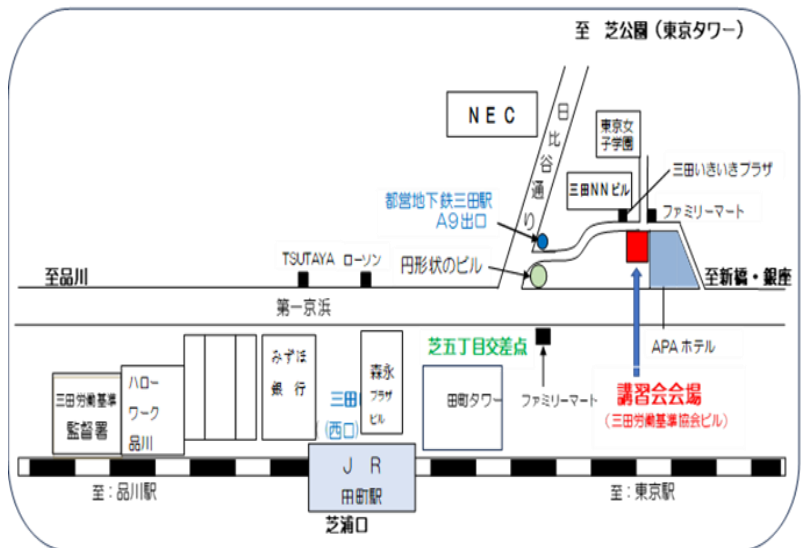 至 芝公園（東京タワー）
NEC
日比谷通り
東京女
子学園
三田いきいきプラザ
三田NNビル
都営地下鉄三田駅
A9出口
ファミリーマート
TSUTAYA ローソン
円形状のビル
至品川
至新橋・銀座
第一京浜
芝五丁目交差点
APAホテル
みずほ
銀行
森永
プラザ
ビル
三田
(西口)
ハロー
ワーク
品川
三田労働基準
監督署
田町タワー
ファミリーマート
講習会会場
（三田労働基準協会ビル）
JR
田町駅
至：品川駅
至：東京駅
芝浦口